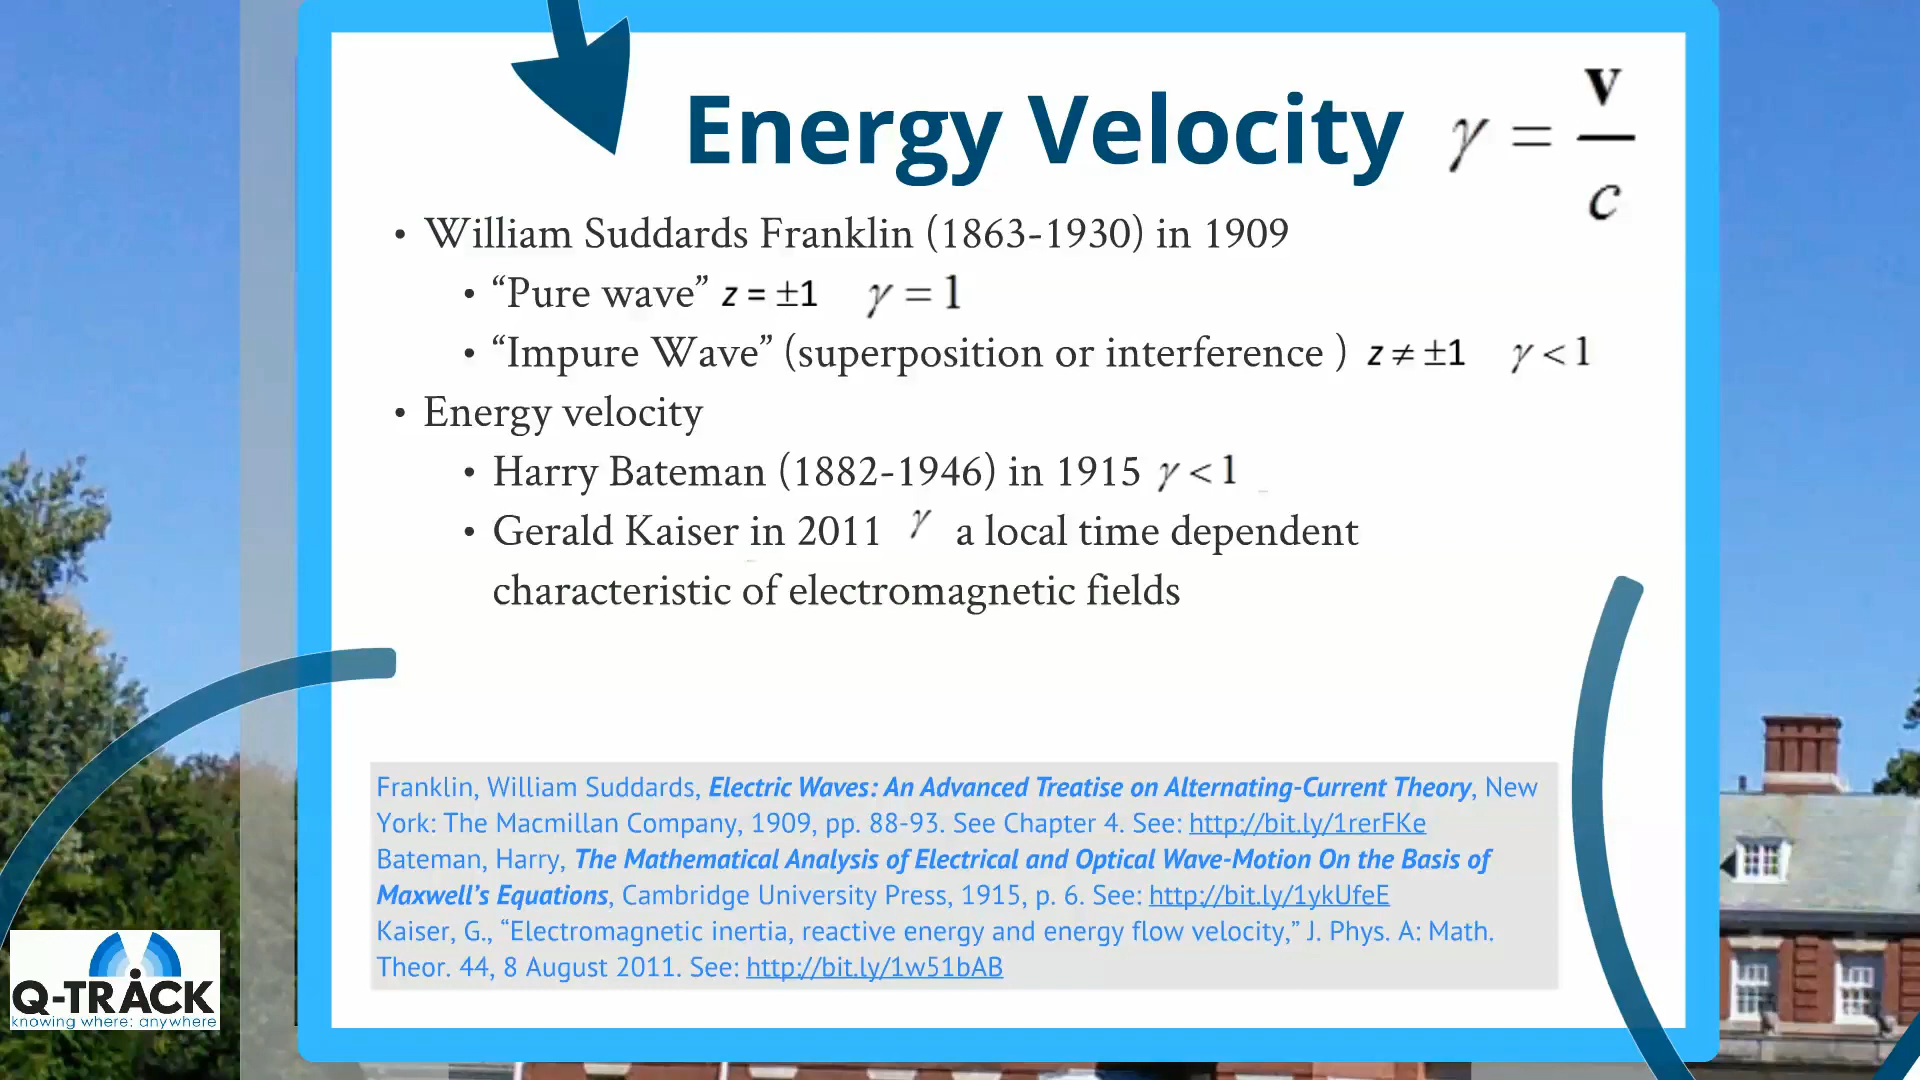 Energy Velocity γ = v/c
• William Suddards Franklin (1863-1930) in 1909
• “Pure wave” z = ±1 γ = 1
• “Impure Wave” (superposition or interference ) z ≠ ±1 γ < 1
• Energy velocity
• Harry Bateman (1882-1946) in 1915 γ < 1
• Gerald Kaiser in 2011 γ a local time dependent
characteristic of electromagnetic fields
Franklin, William Suddards, Electric Waves: An Advanced Treatise on Alternating-Current Theory, New
York: The Macmillan Company, 1909, pp. 88-93. See Chapter 4. See: http://bit.ly/1rerFKe
Bateman, Harry, The Mathematical Analysis of Electrical and Optical Wave-Motion On the Basis of
Maxwell’s Equations, Cambridge University Press, 1915, p. 6. See: http://bit.ly/1ykUfeE
Kaiser, G., “Electromagnetic inertia, reactive energy and energy flow velocity,” J. Phys. A: Math.
Theor. 44, 8 August 2011. See: http://bit.ly/1w51bAB
Q-TRACK
knowing where: anywhere